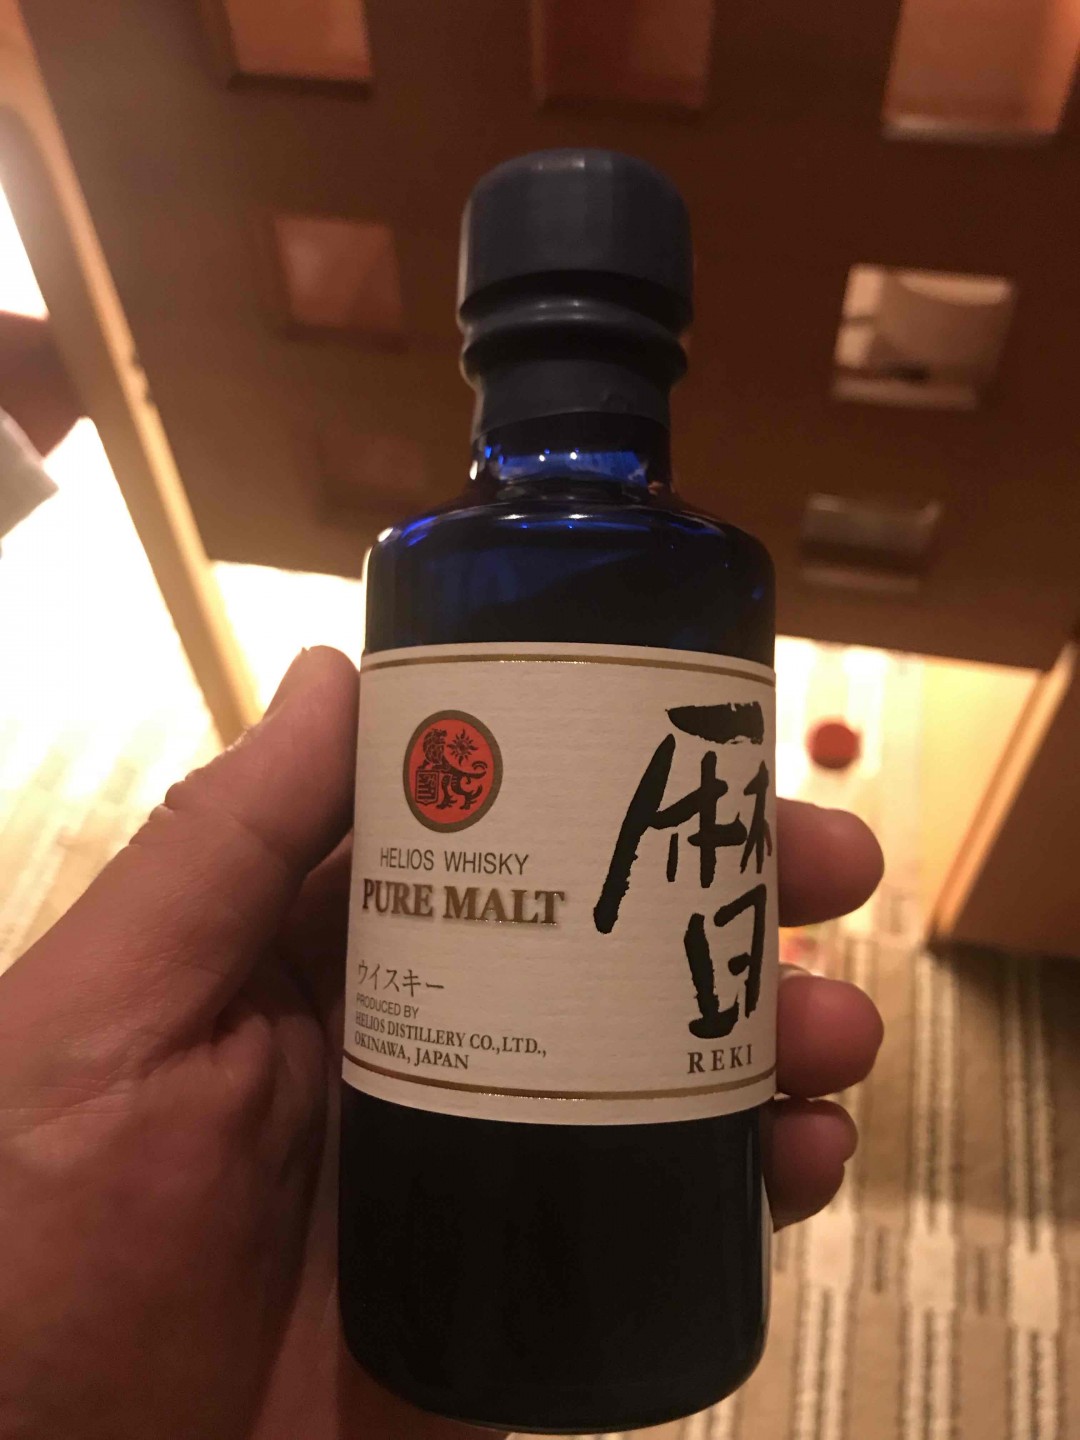 HELIOS WHISKY
PURE MALT
ウイスキー
PRODUCED BY
HELIOS DISTILLERY CO.,LTD.,
OKINAWA, JAPAN
暦
REKI